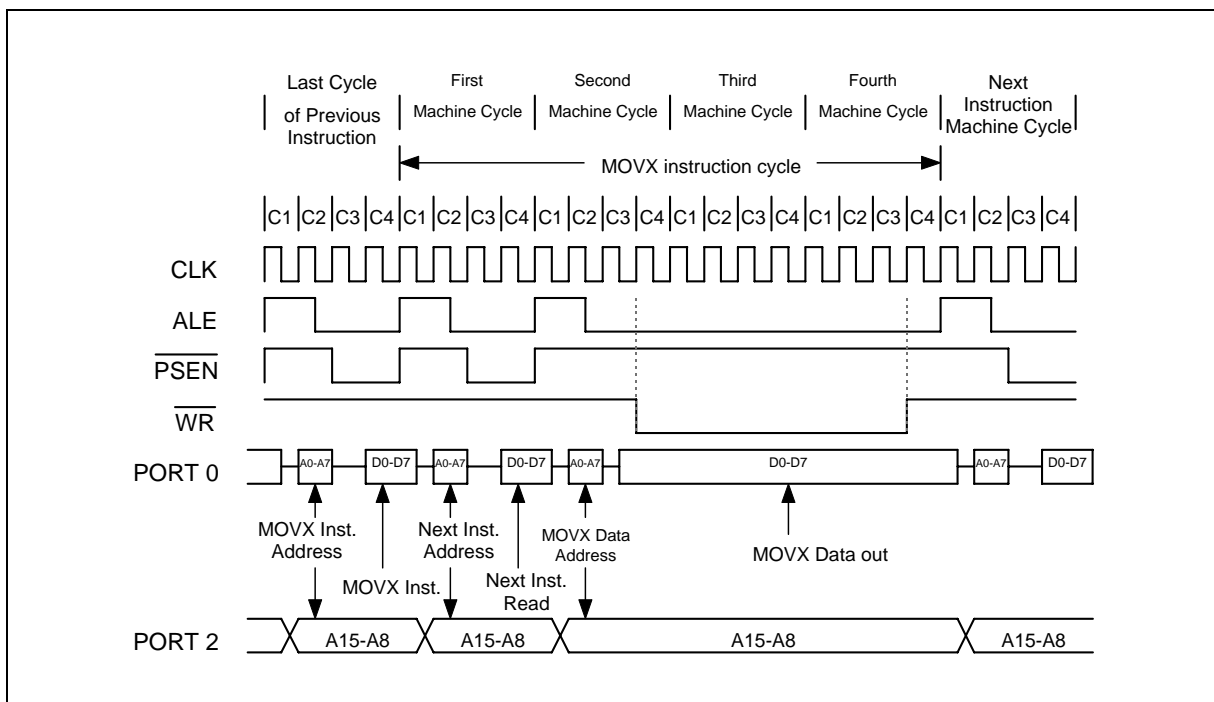 Last Cycle
of Previous
Instruction
First
Machine Cycle
Second
Machine Cycle
Third
Machine Cycle
Fourth
Machine Cycle
Next
Instruction
Machine Cycle
MOVX instruction cycle
C1 C2 C3 C4 C1 C2 C3 C4 C1 C2 C3 C4 C1 C2 C3 C4 C1 C2 C3 C4 C1 C2 C3 C4
CLK
ALE
PSEN
WR
PORT 0
A0-A7 D0-D7 A0-A7 D0-D7 A0-A7 D0-D7 A0-A7 D0-D7
MOVX Inst.
Address
MOVX Inst.
Next Inst.
Address
Next Inst.
Read
MOVX Data
Address
MOVX Data out
PORT 2
A15-A8 A15-A8 A15-A8 A15-A8